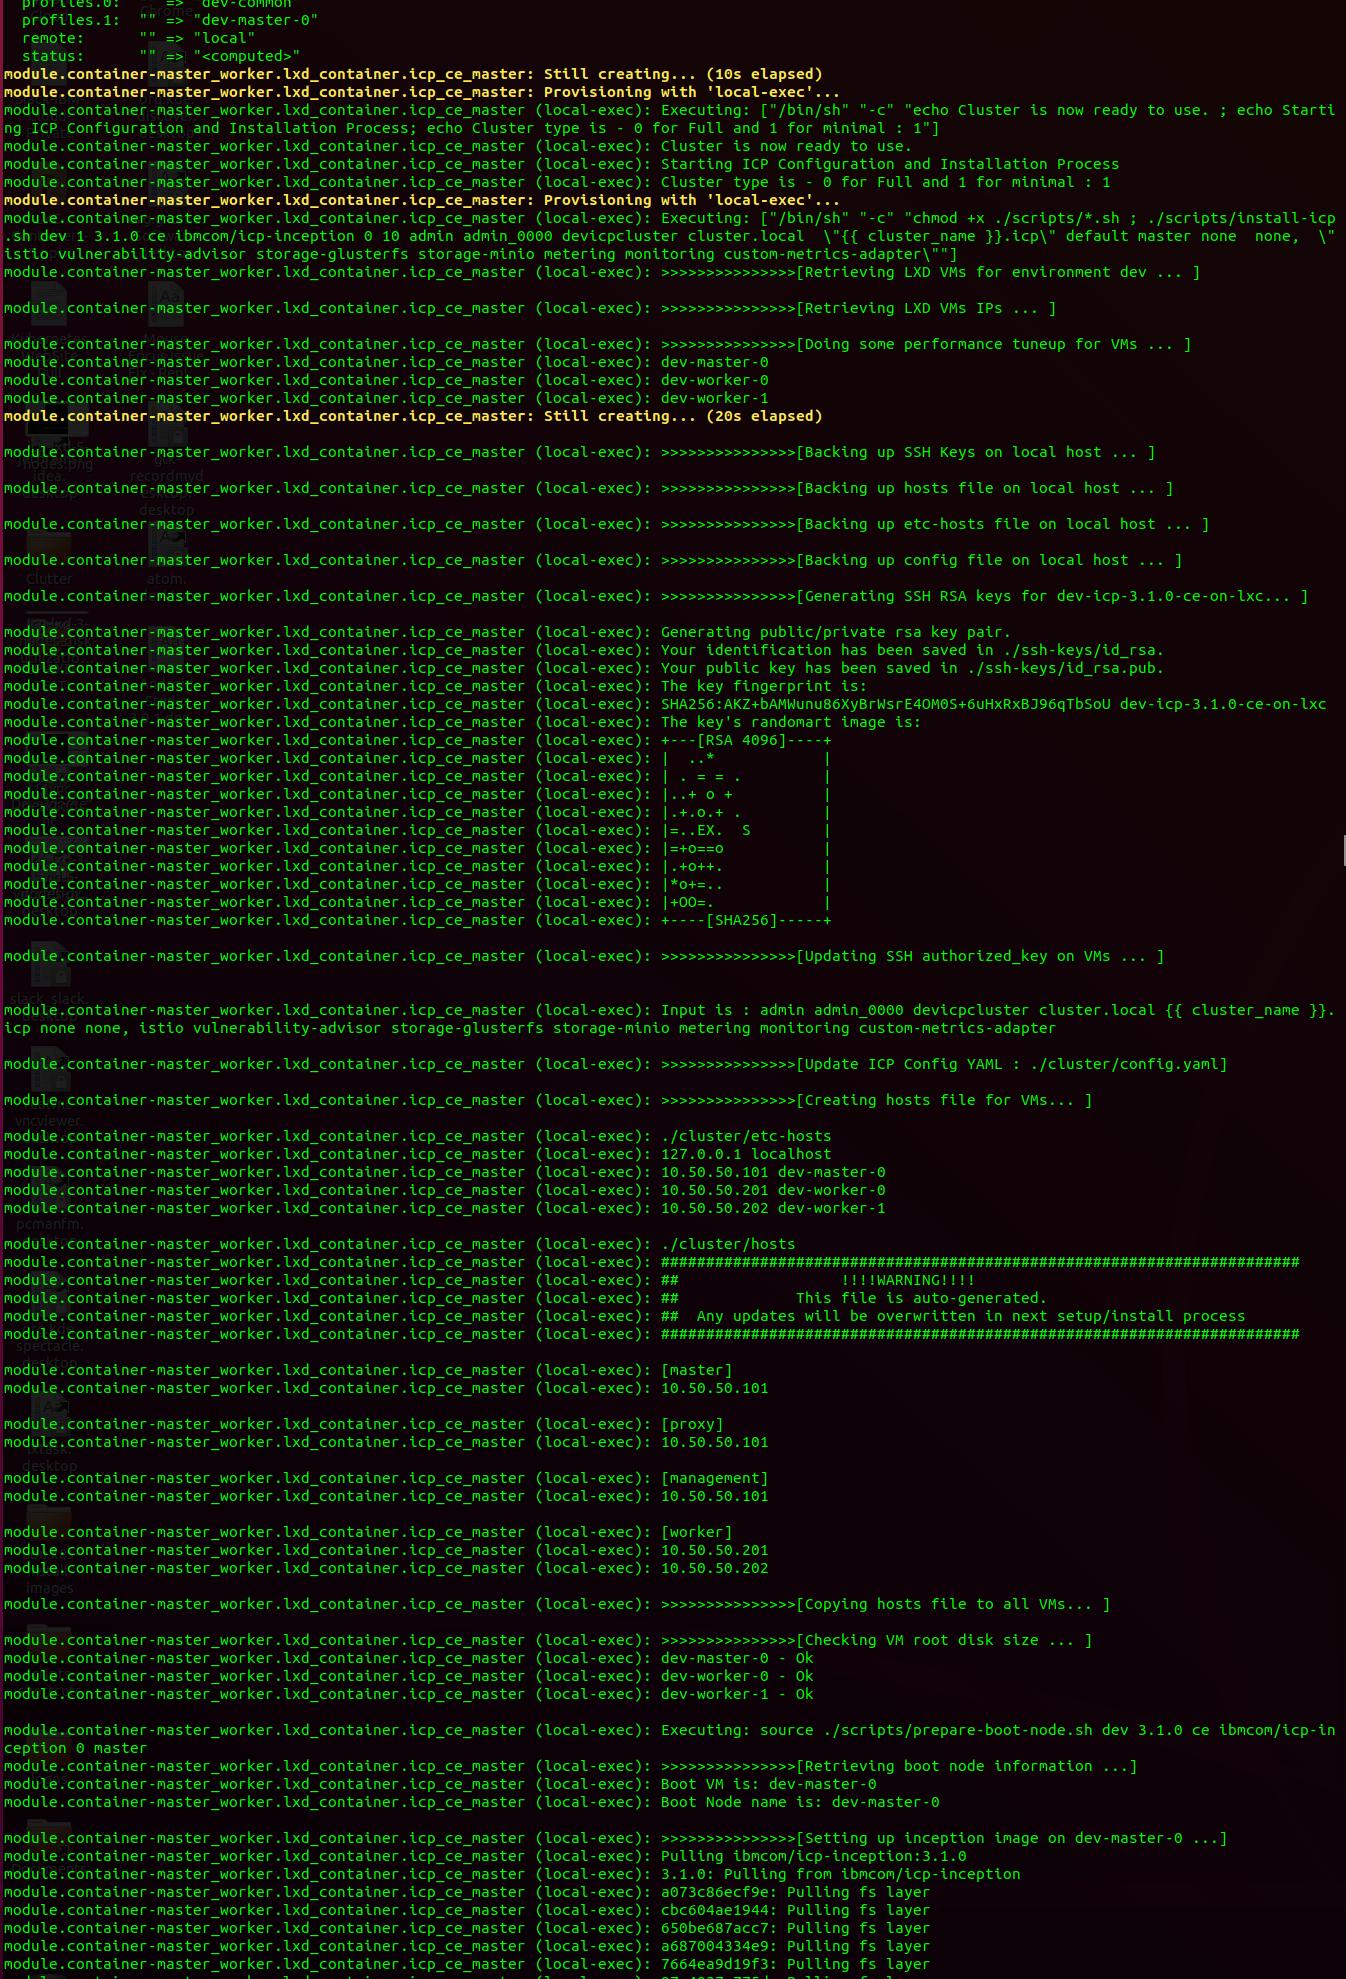 profiles.0:  "" => "dev-common"
profiles.1:  "" => "dev-master-0"
remote:      "" => "local"
status:      "" => "<computed>"
module.container-master_worker.lxd_container.icp_ce_master: Still creating... (10s elapsed)
module.container-master_worker.lxd_container.icp_ce_master: Provisioning with 'local-exec'...
module.container-master_worker.lxd_container.icp_ce_master (local-exec): Executing: ["/bin/sh" "-c" "echo Cluster is now ready to use. ; echo Starti
ng ICP Configuration and Installation Process; echo Cluster type is - 0 for Full and 1 for minimal : 1"]
module.container-master_worker.lxd_container.icp_ce_master (local-exec): Cluster is now ready to use.
module.container-master_worker.lxd_container.icp_ce_master (local-exec): Starting ICP Configuration and Installation Process
module.container-master_worker.lxd_container.icp_ce_master (local-exec): Cluster type is - 0 for Full and 1 for minimal : 1
module.container-master_worker.lxd_container.icp_ce_master: Provisioning with 'local-exec'...
module.container-master_worker.lxd_container.icp_ce_master (local-exec): Executing: ["/bin/sh" "-c" "chmod +x ./scripts/*.sh ; ./scripts/install-icp
.sh dev 1 3.1.0 ce ibmcom/icp-inception 0 10 admin admin_0000 devicpcluster cluster.local  \"{{ cluster_name }}.icp\" default master none  none,  \"
istio vulnerability-advisor storage-glusterfs storage-minio metering monitoring custom-metrics-adapter\""]
module.container-master_worker.lxd_container.icp_ce_master (local-exec): >>>>>>>>>>>>>>>[Retrieving LXD VMs for environment dev ... ]
module.container-master_worker.lxd_container.icp_ce_master (local-exec): >>>>>>>>>>>>>>>[Retrieving LXD VMs IPs ... ]
module.container-master_worker.lxd_container.icp_ce_master (local-exec): >>>>>>>>>>>>>>>[Doing some performance tuneup for VMs ... ]
module.container-master_worker.lxd_container.icp_ce_master (local-exec): dev-master-0
module.container-master_worker.lxd_container.icp_ce_master (local-exec): dev-worker-0
module.container-master_worker.lxd_container.icp_ce_master (local-exec): dev-worker-1
module.container-master_worker.lxd_container.icp_ce_master: Still creating... (20s elapsed)
module.container-master_worker.lxd_container.icp_ce_master (local-exec): >>>>>>>>>>>>>>>[Backing up SSH Keys on local host ... ]
module.container-master_worker.lxd_container.icp_ce_master (local-exec): >>>>>>>>>>>>>>>[Backing up hosts file on local host ... ]
module.container-master_worker.lxd_container.icp_ce_master (local-exec): >>>>>>>>>>>>>>>[Backing up etc-hosts file on local host ... ]
module.container-master_worker.lxd_container.icp_ce_master (local-exec): >>>>>>>>>>>>>>>[Backing up config file on local host ... ]
module.container-master_worker.lxd_container.icp_ce_master (local-exec): >>>>>>>>>>>>>>>[Generating SSH RSA keys for dev-icp-3.1.0-ce-on-lxc... ]
module.container-master_worker.lxd_container.icp_ce_master (local-exec): Generating public/private rsa key pair.
module.container-master_worker.lxd_container.icp_ce_master (local-exec): Your identification has been saved in ./ssh-keys/id_rsa.
module.container-master_worker.lxd_container.icp_ce_master (local-exec): Your public key has been saved in ./ssh-keys/id_rsa.pub.
module.container-master_worker.lxd_container.icp_ce_master (local-exec): The key fingerprint is:
module.container-master_worker.lxd_container.icp_ce_master (local-exec): SHA256:AKZ+bAMWunu86XyBrWsrE4OM0S+6uHxRxBJ96qTbSoU dev-icp-3.1.0-ce-on-lxc
module.container-master_worker.lxd_container.icp_ce_master (local-exec): The key's randomart image is:
module.container-master_worker.lxd_container.icp_ce_master (local-exec): +---[RSA 4096]----+
module.container-master_worker.lxd_container.icp_ce_master (local-exec): |  ..*            |
module.container-master_worker.lxd_container.icp_ce_master (local-exec): | . = = .         |
module.container-master_worker.lxd_container.icp_ce_master (local-exec): |..+ o +          |
module.container-master_worker.lxd_container.icp_ce_master (local-exec): |.+.o.+ .         |
module.container-master_worker.lxd_container.icp_ce_master (local-exec): |=..EX.  S        |
module.container-master_worker.lxd_container.icp_ce_master (local-exec): |=+o==o           |
module.container-master_worker.lxd_container.icp_ce_master (local-exec): |.+o++.           |
module.container-master_worker.lxd_container.icp_ce_master (local-exec): |*o+=..           |
module.container-master_worker.lxd_container.icp_ce_master (local-exec): |+OO=.            |
module.container-master_worker.lxd_container.icp_ce_master (local-exec): +----[SHA256]-----+
module.container-master_worker.lxd_container.icp_ce_master (local-exec): >>>>>>>>>>>>>>>[Updating SSH authorized_key on VMs ... ]
module.container-master_worker.lxd_container.icp_ce_master (local-exec): Input is : admin admin_0000 devicpcluster cluster.local {{ cluster_name }}.
icp none none, istio vulnerability-advisor storage-glusterfs storage-minio metering monitoring custom-metrics-adapter
module.container-master_worker.lxd_container.icp_ce_master (local-exec): >>>>>>>>>>>>>>>[Update ICP Config YAML : ./cluster/config.yaml]
module.container-master_worker.lxd_container.icp_ce_master (local-exec): >>>>>>>>>>>>>>>[Creating hosts file for VMs... ]
module.container-master_worker.lxd_container.icp_ce_master (local-exec): ./cluster/etc-hosts
module.container-master_worker.lxd_container.icp_ce_master (local-exec): 127.0.0.1 localhost
module.container-master_worker.lxd_container.icp_ce_master (local-exec): 10.50.50.101 dev-master-0
module.container-master_worker.lxd_container.icp_ce_master (local-exec): 10.50.50.201 dev-worker-0
module.container-master_worker.lxd_container.icp_ce_master (local-exec): 10.50.50.202 dev-worker-1
module.container-master_worker.lxd_container.icp_ce_master (local-exec): ./cluster/hosts
module.container-master_worker.lxd_container.icp_ce_master (local-exec): #######################################################################
module.container-master_worker.lxd_container.icp_ce_master (local-exec): ##                  !!!!WARNING!!!!
module.container-master_worker.lxd_container.icp_ce_master (local-exec): ##             This file is auto-generated.
module.container-master_worker.lxd_container.icp_ce_master (local-exec): ##  Any updates will be overwritten in next setup/install process
module.container-master_worker.lxd_container.icp_ce_master (local-exec): #######################################################################
module.container-master_worker.lxd_container.icp_ce_master (local-exec): [master]
module.container-master_worker.lxd_container.icp_ce_master (local-exec): 10.50.50.101
module.container-master_worker.lxd_container.icp_ce_master (local-exec): [proxy]
module.container-master_worker.lxd_container.icp_ce_master (local-exec): 10.50.50.101
module.container-master_worker.lxd_container.icp_ce_master (local-exec): [management]
module.container-master_worker.lxd_container.icp_ce_master (local-exec): 10.50.50.101
module.container-master_worker.lxd_container.icp_ce_master (local-exec): [worker]
module.container-master_worker.lxd_container.icp_ce_master (local-exec): 10.50.50.201
module.container-master_worker.lxd_container.icp_ce_master (local-exec): 10.50.50.202
module.container-master_worker.lxd_container.icp_ce_master (local-exec): >>>>>>>>>>>>>>>[Copying hosts file to all VMs... ]
module.container-master_worker.lxd_container.icp_ce_master (local-exec): >>>>>>>>>>>>>>>[Checking VM root disk size ... ]
module.container-master_worker.lxd_container.icp_ce_master (local-exec): dev-master-0 - Ok
module.container-master_worker.lxd_container.icp_ce_master (local-exec): dev-worker-0 - Ok
module.container-master_worker.lxd_container.icp_ce_master (local-exec): dev-worker-1 - Ok
module.container-master_worker.lxd_container.icp_ce_master (local-exec): Executing: source ./scripts/prepare-boot-node.sh dev 3.1.0 ce ibmcom/icp-in
ception 0 master
module.container-master_worker.lxd_container.icp_ce_master (local-exec): >>>>>>>>>>>>>>>[Retrieving boot node information ...]
module.container-master_worker.lxd_container.icp_ce_master (local-exec): Boot VM is: dev-master-0
module.container-master_worker.lxd_container.icp_ce_master (local-exec): Boot Node name is: dev-master-0
module.container-master_worker.lxd_container.icp_ce_master (local-exec): >>>>>>>>>>>>>>>[Setting up inception image on dev-master-0 ...]
module.container-master_worker.lxd_container.icp_ce_master (local-exec): Pulling ibmcom/icp-inception:3.1.0
module.container-master_worker.lxd_container.icp_ce_master (local-exec): 3.1.0: Pulling from ibmcom/icp-inception
module.container-master_worker.lxd_container.icp_ce_master (local-exec): a073c86ecf9e: Pulling fs layer
module.container-master_worker.lxd_container.icp_ce_master (local-exec): cbc604ae1944: Pulling fs layer
module.container-master_worker.lxd_container.icp_ce_master (local-exec): 650be687acc7: Pulling fs layer
module.container-master_worker.lxd_container.icp_ce_master (local-exec): a687004334e9: Pulling fs layer
module.container-master_worker.lxd_container.icp_ce_master (local-exec): 7664ea9d19f3: Pulling fs layer